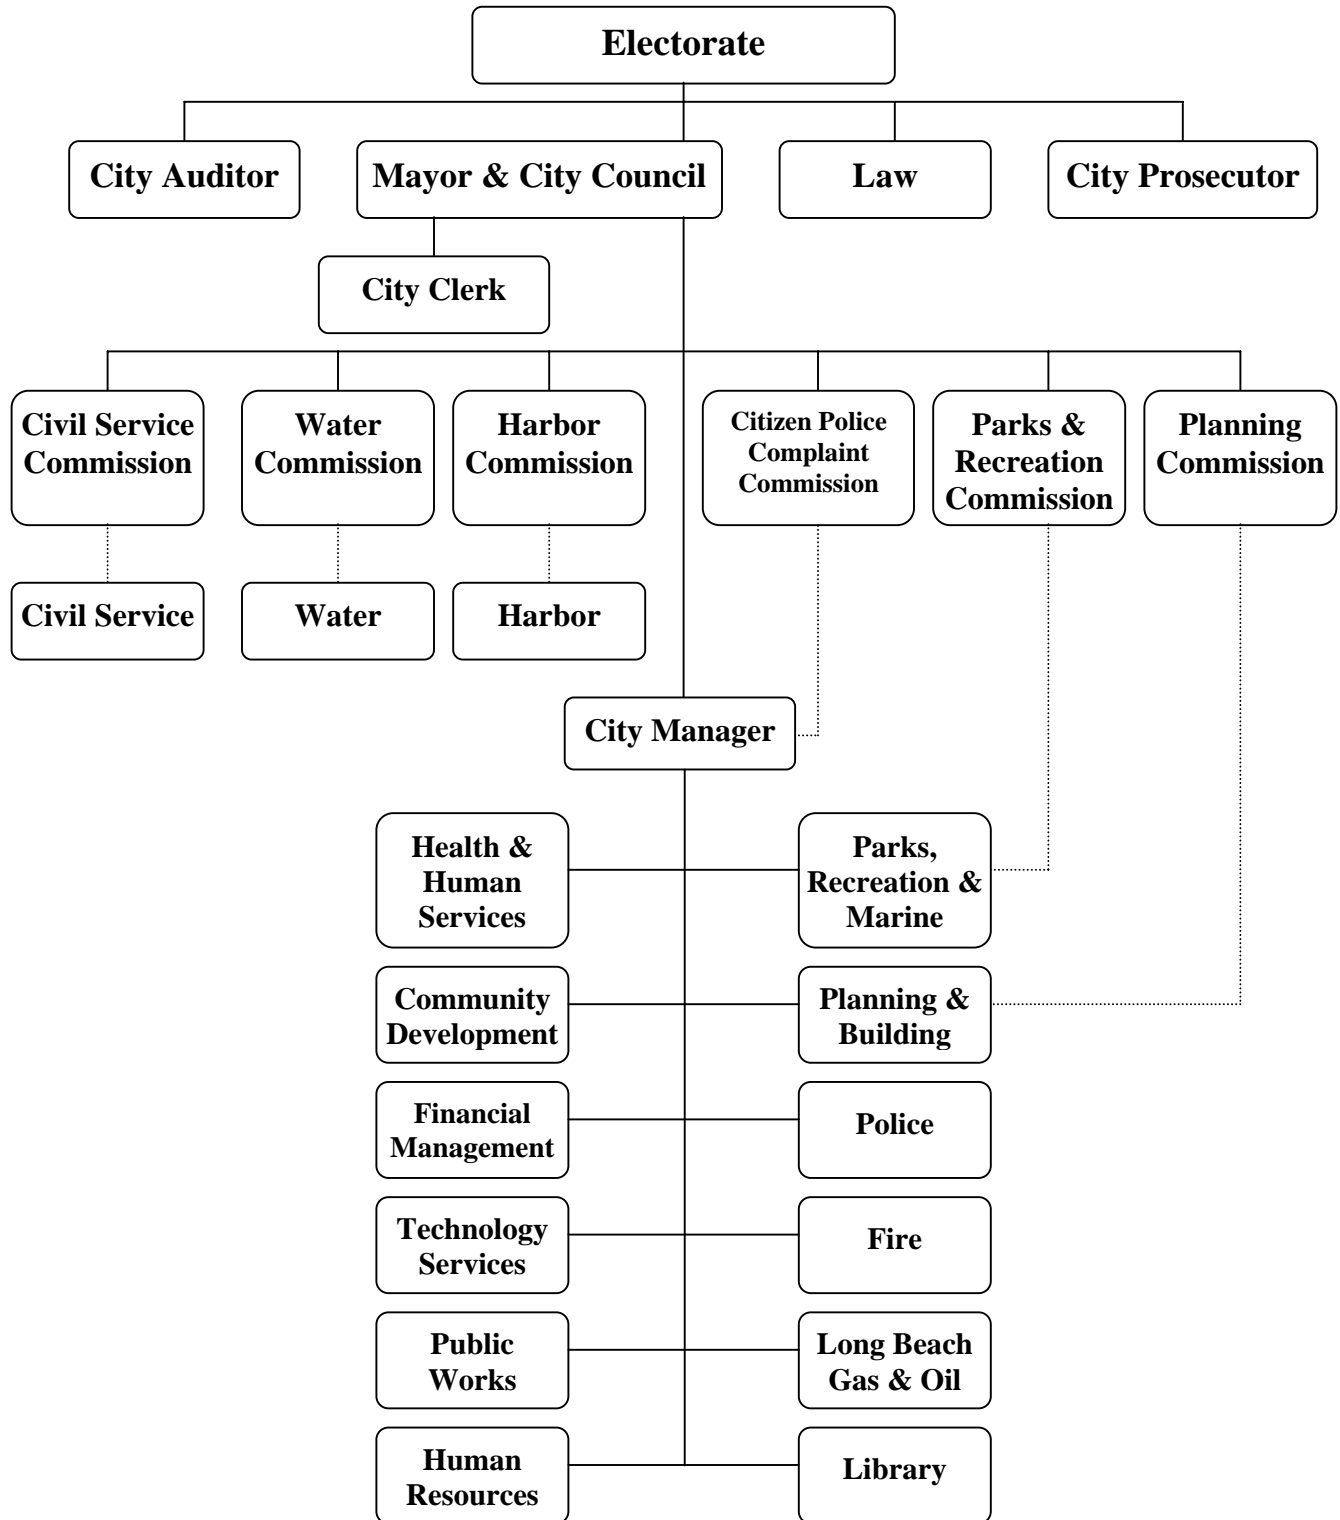 Electorate
City Auditor
Mayor & City Council
Law
City Prosecutor
City Clerk
Civil Service
Commission
Water
Commission
Harbor
Commission
Citizen Police
Complaint
Commission
Parks &
Recreation
Commission
Planning
Commission
Civil Service
Water
Harbor
City Manager
Health &
Human
Services
Parks,
Recreation &
Marine
Community
Development
Planning &
Building
Financial
Management
Police
Technology
Services
Fire
Public
Works
Long Beach
Gas & Oil
Human
Resources
Library